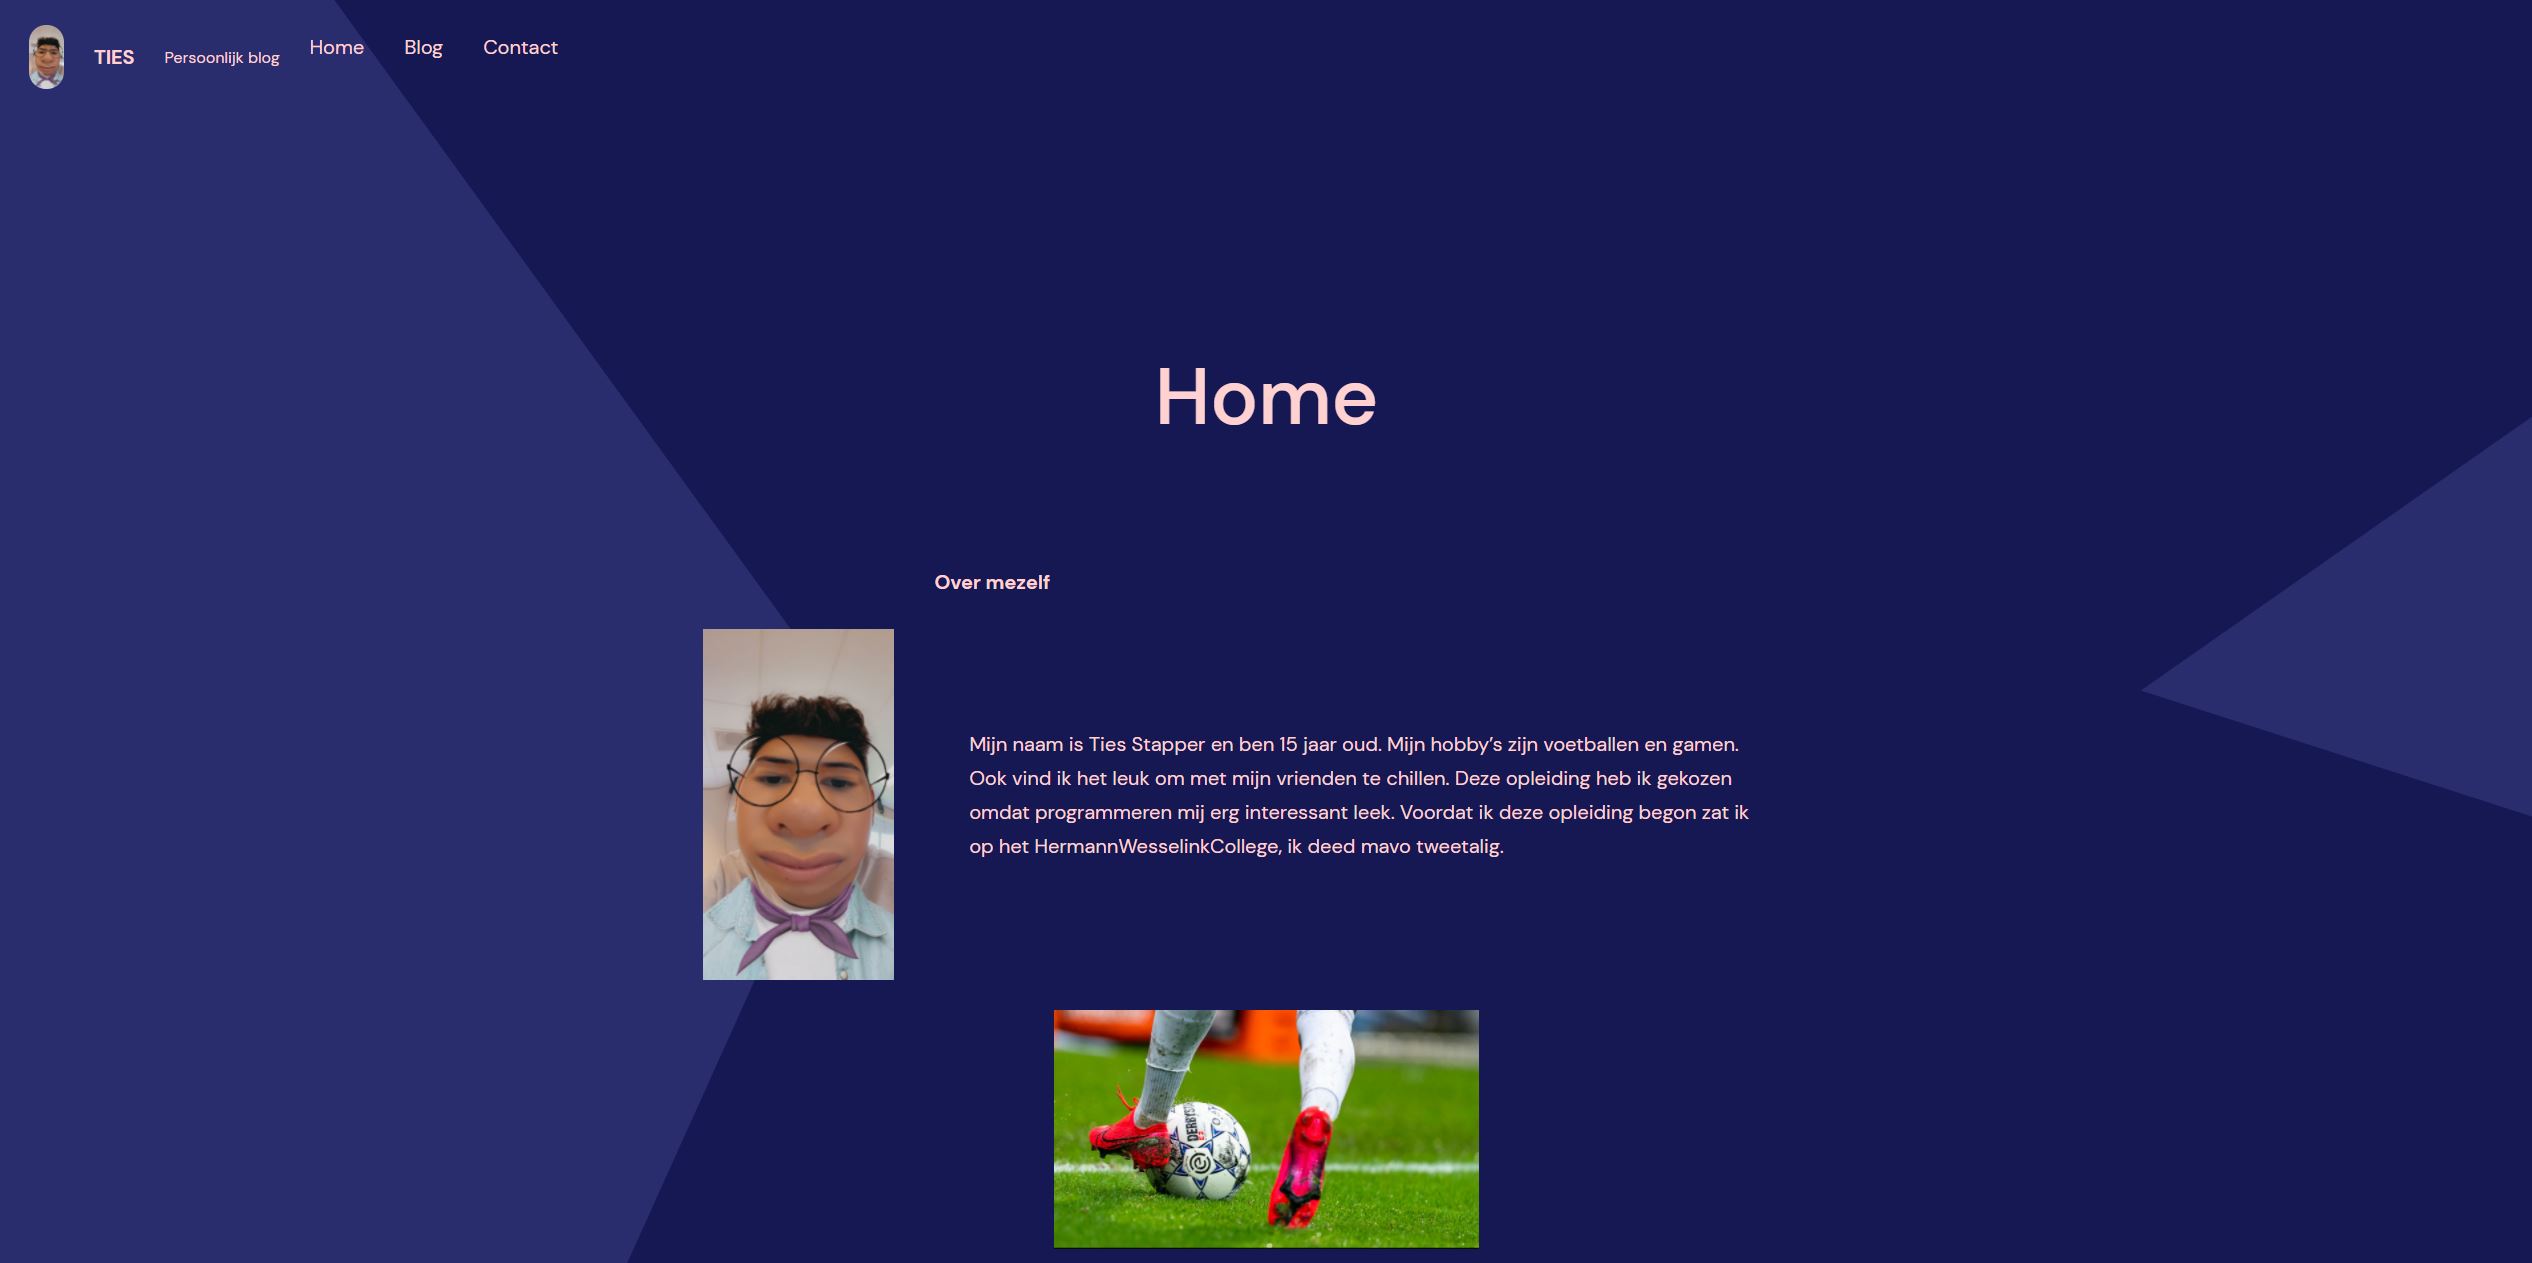 TIES
Persoonlijk blog
Home
Blog
Contact
Home
Over mezelf
Mijn naam is Ties Stapper en ben 15 jaar oud. Mijn hobby’s zijn voetballen en gamen.
Ook vind ik het leuk om met mijn vrienden te chillen. Deze opleiding heb ik gekozen
omdat programmeren mij erg interessant leek. Voordat ik deze opleiding begon zat ik
op het HermannWesselinkCollege, ik deed mavo tweetalig.